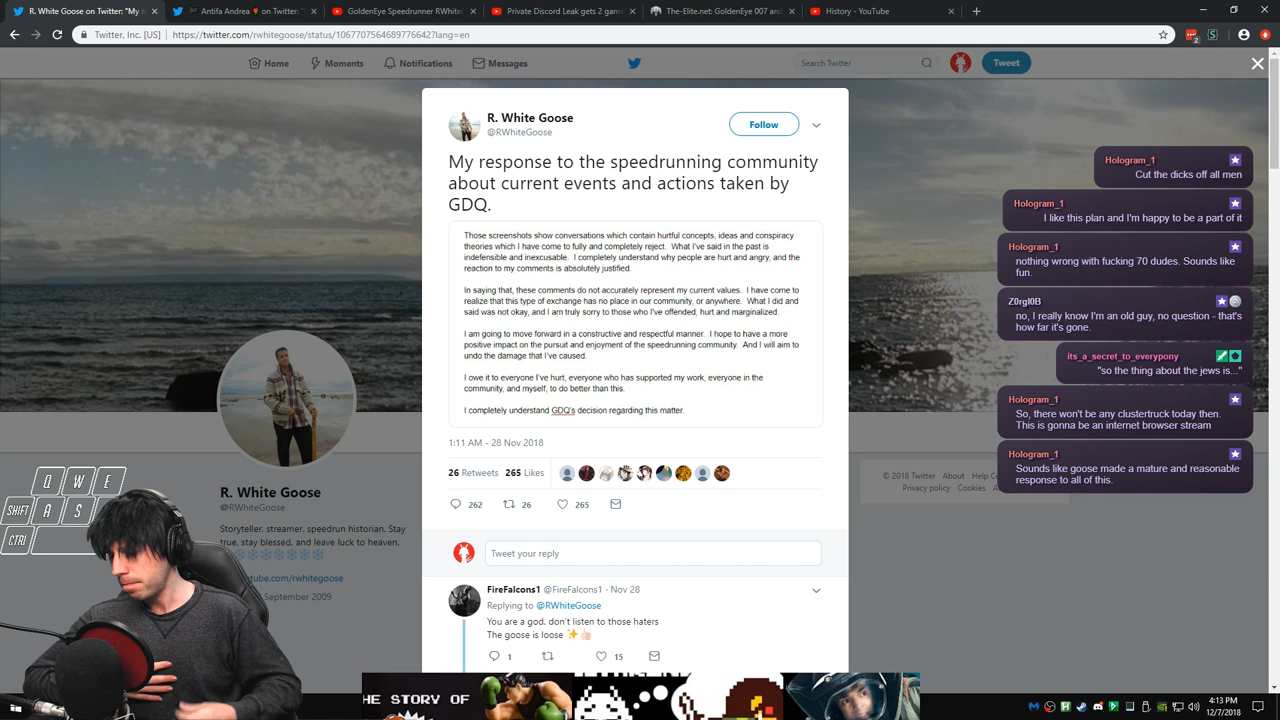 R. White Goose on Twitter: "My r
Antifa Araña ♥ on Twitter: "
GoldenEye Speedrunner RWhiteG
Private Discord Leak gets 2 game
The-Elite.net: GoldenEye 007 and
History - YouTube
Twitter, Inc. [US]
https://twitter.com/rwhitegoose/status/1067707564689776642?lang=en
2
Home
Moments
Notifications
Messages
Search Twitter
Tweet
R. White Goose
@RWhiteGoose
Follow
My response to the speedrunning community
about current events and actions taken by
GDQ.
Those screenshots show conversations which contain hurtful concepts, ideas and conspiracy
theories which I have come to fully and completely reject. What I've said in the past is
indefensible and inexcusable. I completely understand why people are hurt and angry, and the
reaction to my comments is absolutely justified.
In saying that, these comments do not accurately represent my current values. I have come to
realize that this type of exchange has no place in our community, or anywhere. What I did and
said was not okay, and I am truly sorry to those who I've offended, hurt and marginalized.
I am going to move forward in a constructive and respectful manner. I hope to have a more
positive impact on the pursuit and enjoyment of the speedrunning community. And I will aim to
undo the damage that I've caused.
I owe it to everyone I've hurt, everyone who has supported my work, everyone in the
community, and myself, to do better than this.
I completely understand GDQ's decision regarding this matter.
1:11 AM - 28 Nov 2018
26 Retweets 265 Likes
262 26 265
Tweet your reply
FireFalcons1 @FireFalcons1 · Nov 28
Replying to @RWhiteGoose
You are a god, don't listen to those haters
The goose is loose ✨👍
1 15
Hologram_1
Cut the dicks off all men
Hologram_1
I like this plan and I'm happy to be a part of it
Hologram_1
nothing wrong with fucking 70 dudes. Sounds like
fun.
Z0rgl0B
no, I really know I'm an old guy, no question - that's
how far it's gone.
its_a_secret_to_everypony
"so the thing about the jews is..."
Hologram_1
So, there won't be any clustertruck today then.
This is gonna be an internet browser stream
Hologram_1
Sounds like goose made a mature and reasonable
response to all of this.
© 2018 Twitter About Help Ce
Privacy policy Cookies
R. White Goose
@RWhiteGoose
Storyteller, streamer, speedrun historian. Stay
true, stay blessed, and leave luck to heaven.
tube.com/rwhitegoose
September 2009
Q W E
SHIFT A S
CTRL
HE STORY OF
4:13 PM
12/7/2018